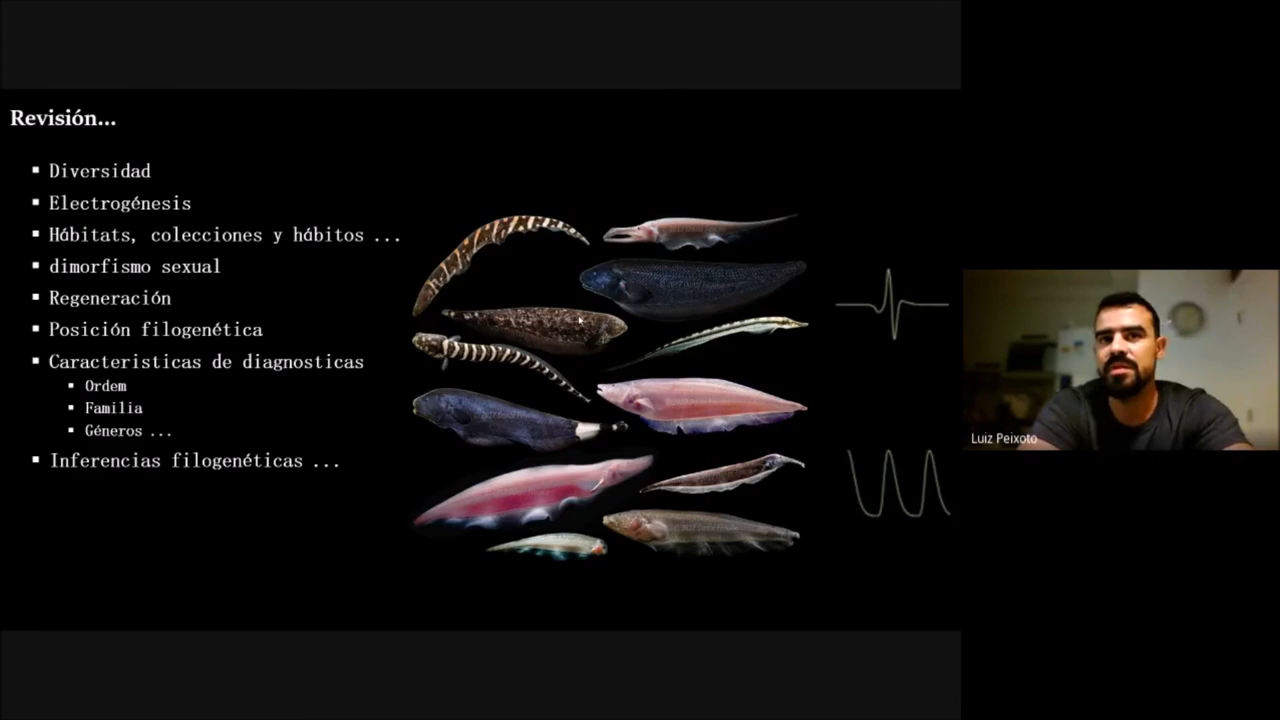 Revisión...
Diversidad
Electrogénesis
Hábitats, colecciones y hábitos ...
dimorfismo sexual
Regeneración
Posición filogenética
Caracteristicas de diagnosticas
Ordem
Familia
Géneros ...
Inferencias filogenéticas ...
Luiz Peixoto